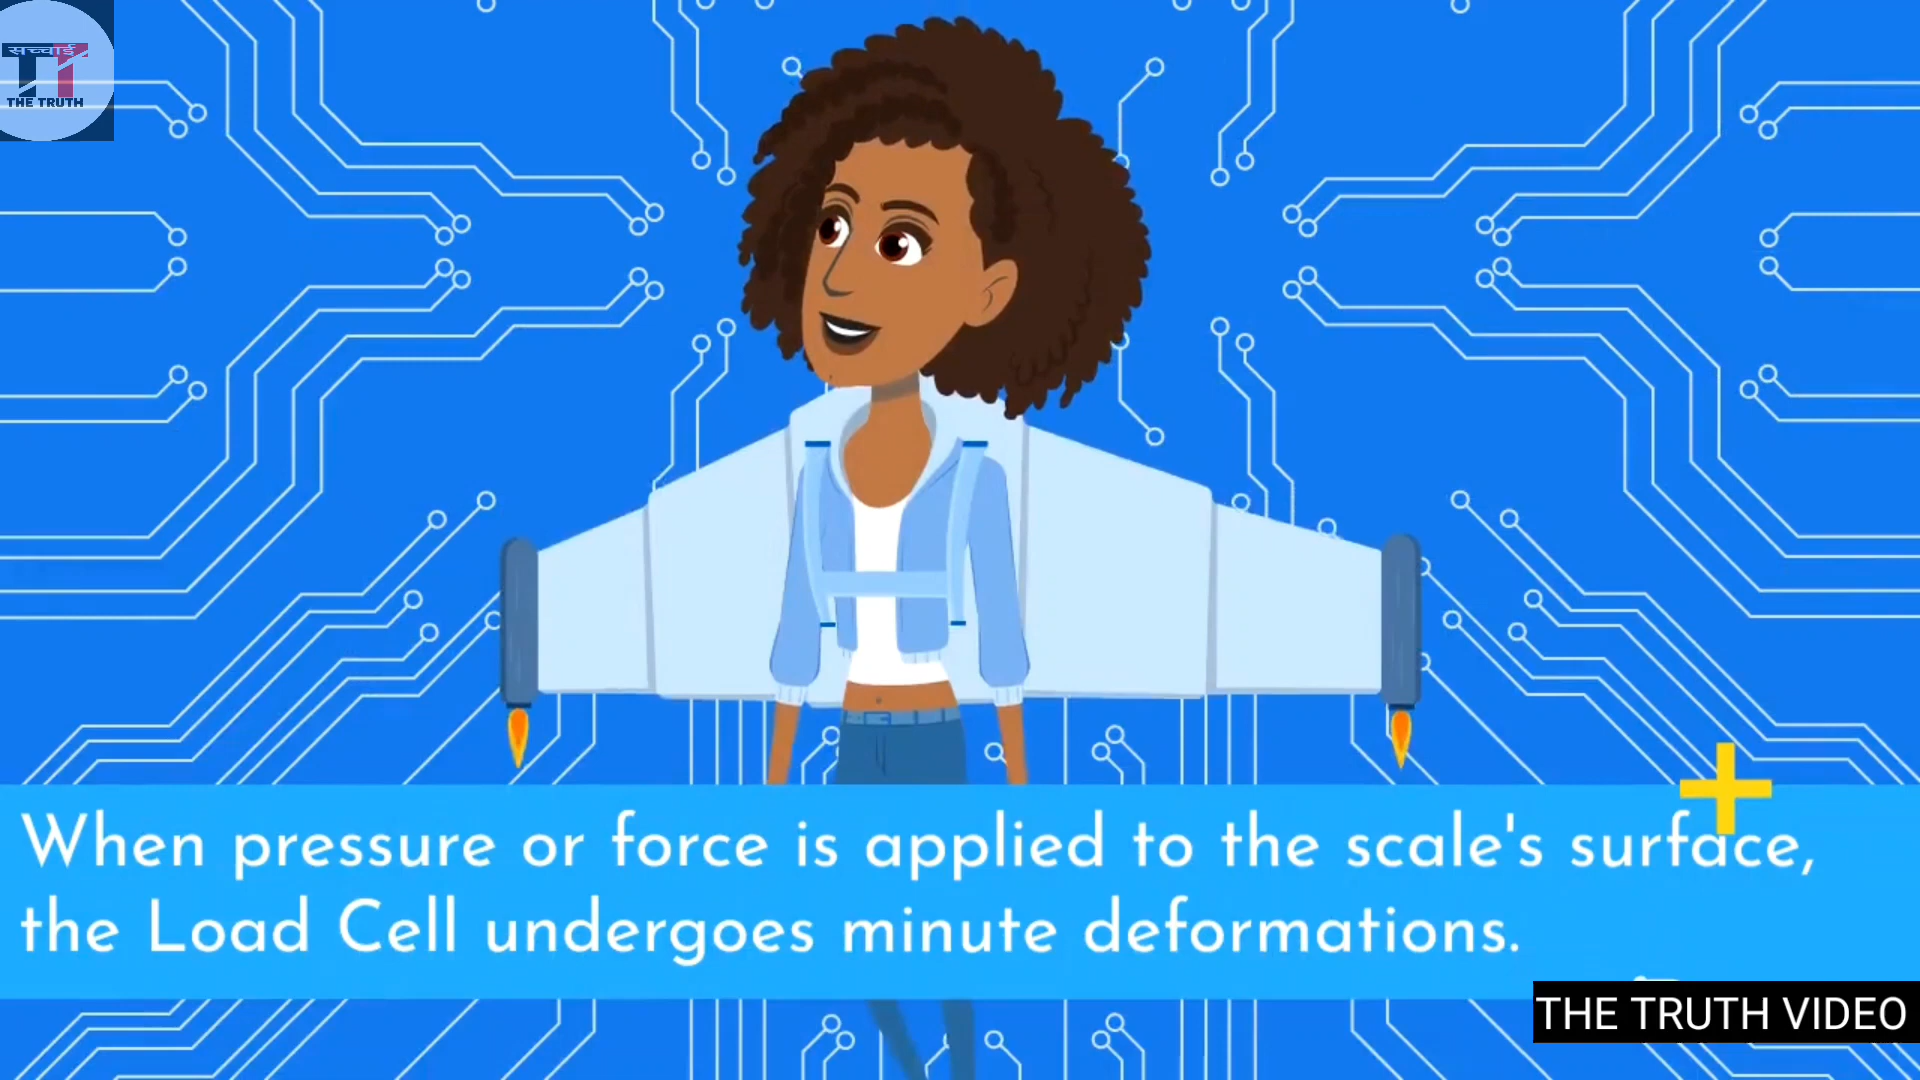 सच्चाई
TT
THE TRUTH
When pressure or force is applied to the scale's surface,
the Load Cell undergoes minute deformations.
THE TRUTH VIDEO